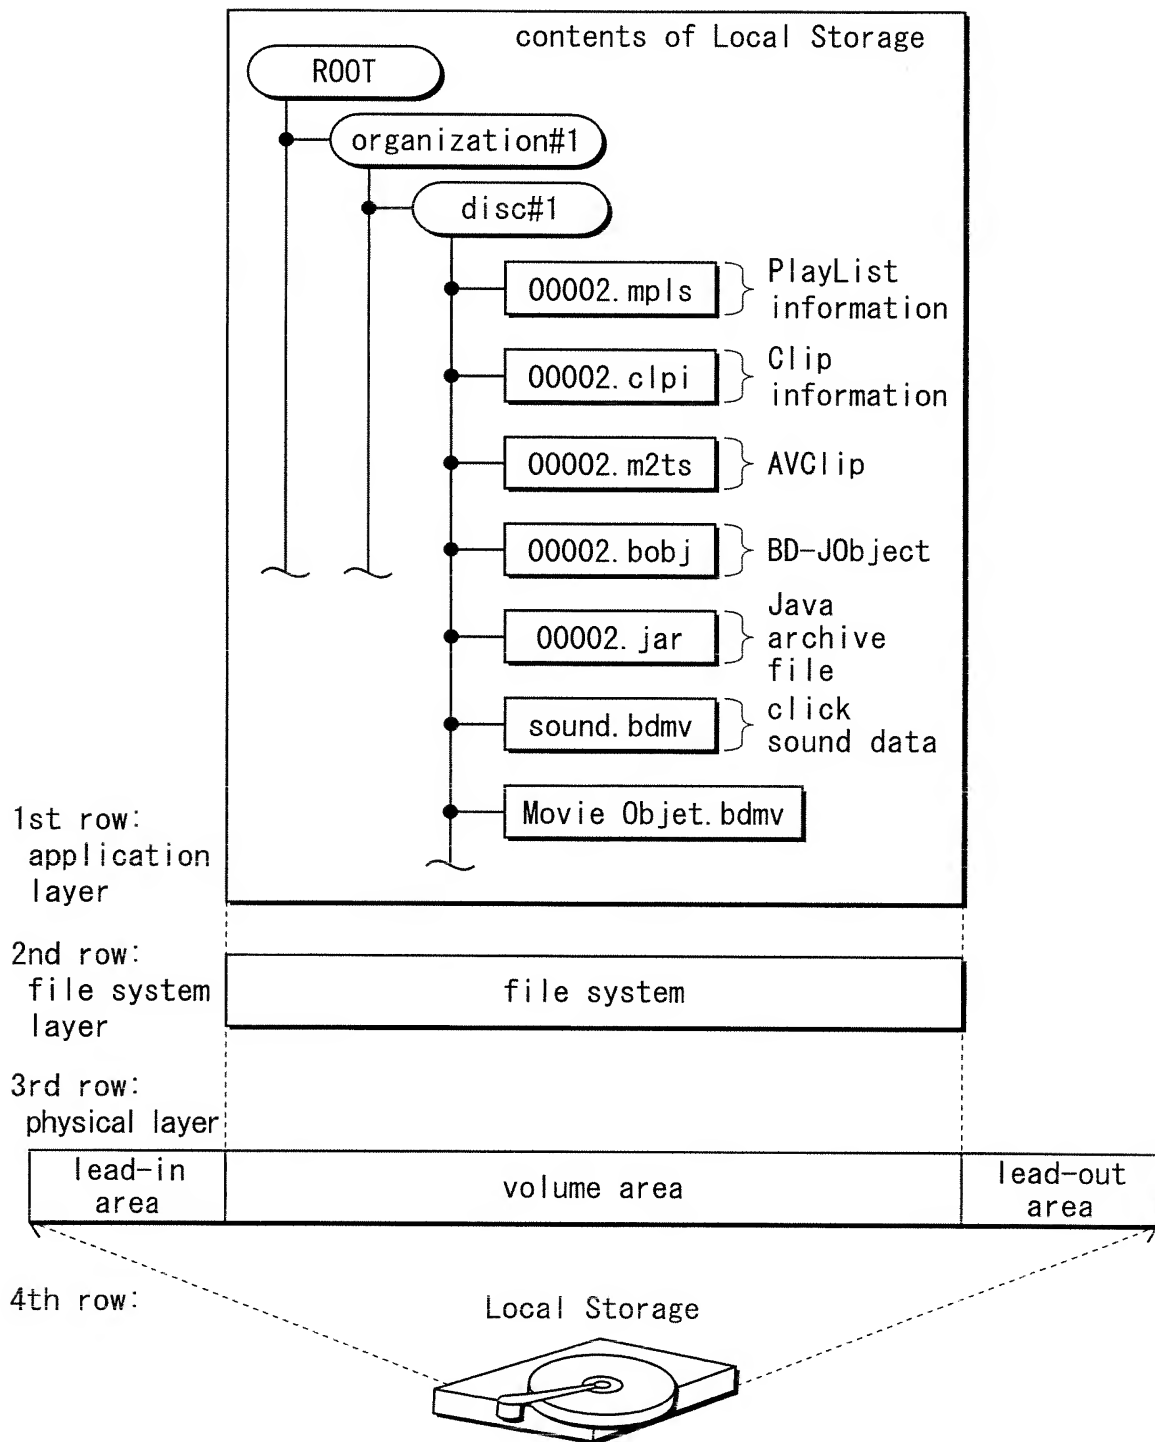 contents of Local Storage
ROOT
organization#1
disc#1
00002.mpls
PlayList
information
00002.clpi
Clip
information
00002.m2ts
AVClip
00002.bobj
BD-JObject
00002.jar
Java
archive
file
sound.bdmv
click
sound data
Movie Objet.bdmv
1st row:
application
layer
2nd row:
file system
layer
file system
3rd row:
physical layer
lead-in
area
volume area
lead-out
area
4th row:
Local Storage